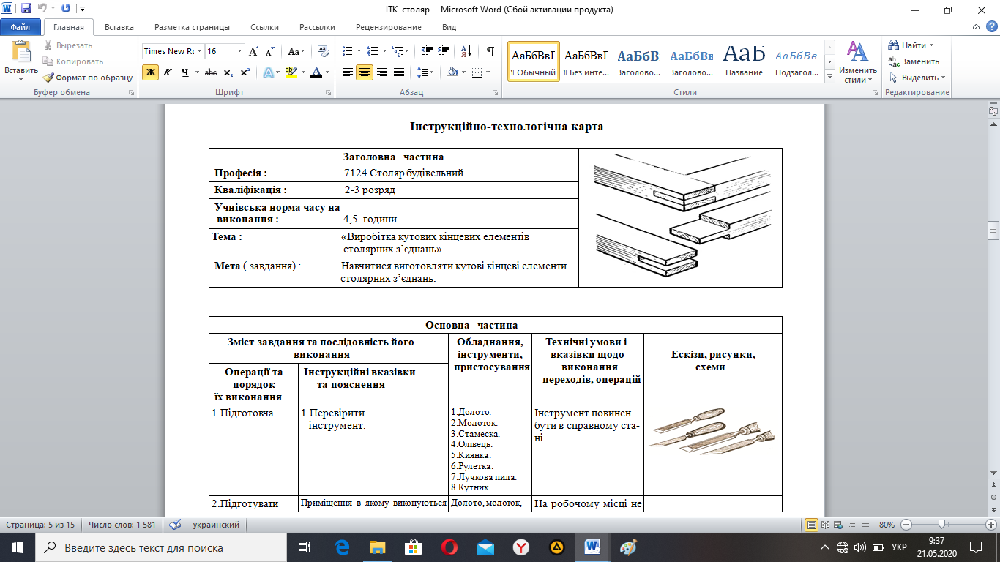 ІТК столяр - Microsoft Word (Сбой активации продукта)
Файл Главная Вставка Разметка страницы Ссылки Рассылки Рецензирование Вид
Вставить
Вырезать
Копировать
Формат по образцу
Буфер обмена
Times New Ro 16
Ж К Ч abc x₂ x²
Шрифт
Абзац
АаБбВвІ АаБбВвІ АаБбВ АаБбВв АаБ АаБбВв.
¶ Обычный ¶ Без инте... Заголово... Заголово... Название Подзагол...
Стили
Изменить
стили
Найти
Заменить
Выделить
Редактирование
Інструкційно-технологічна карта
Заголовна частина
Професія : 7124 Столяр будівельний.
Кваліфікація : 2-3 розряд
Учнівська норма часу на
виконання : 4,5 години
Тема : «Виробітка кутових кінцевих елементів
столярних з’єднань».
Мета ( завдання) : Навчитися виготовляти кутові кінцеві елементи
столярних з’єднань.
Основна частина
Зміст завдання та послідовність його
виконання
Операції та
порядок
їх виконання
Інструкційні вказівки
та пояснення
Обладнання,
інструменти,
пристосування
Технічні умови і
вказівки щодо
виконання
переходів, операцій
Ескізи, рисунки,
схеми
1.Підготовча.
1.Перевірити
інструмент.
1.Долото.
2.Молоток.
3.Стамеска.
4.Олівець.
5.Киянка.
6.Рулетка.
7.Лучкова пила.
8.Кутник.
Інструмент повинен
бути в справному ста-
ні.
2.Підготувати
Приміщення в якому виконуються
Долото, молоток,
На робочому місці не
Страница: 5 из 15 Число слов: 1 581 украинский 80%
Введите здесь текст для поиска
УКР
9:37
21.05.2020